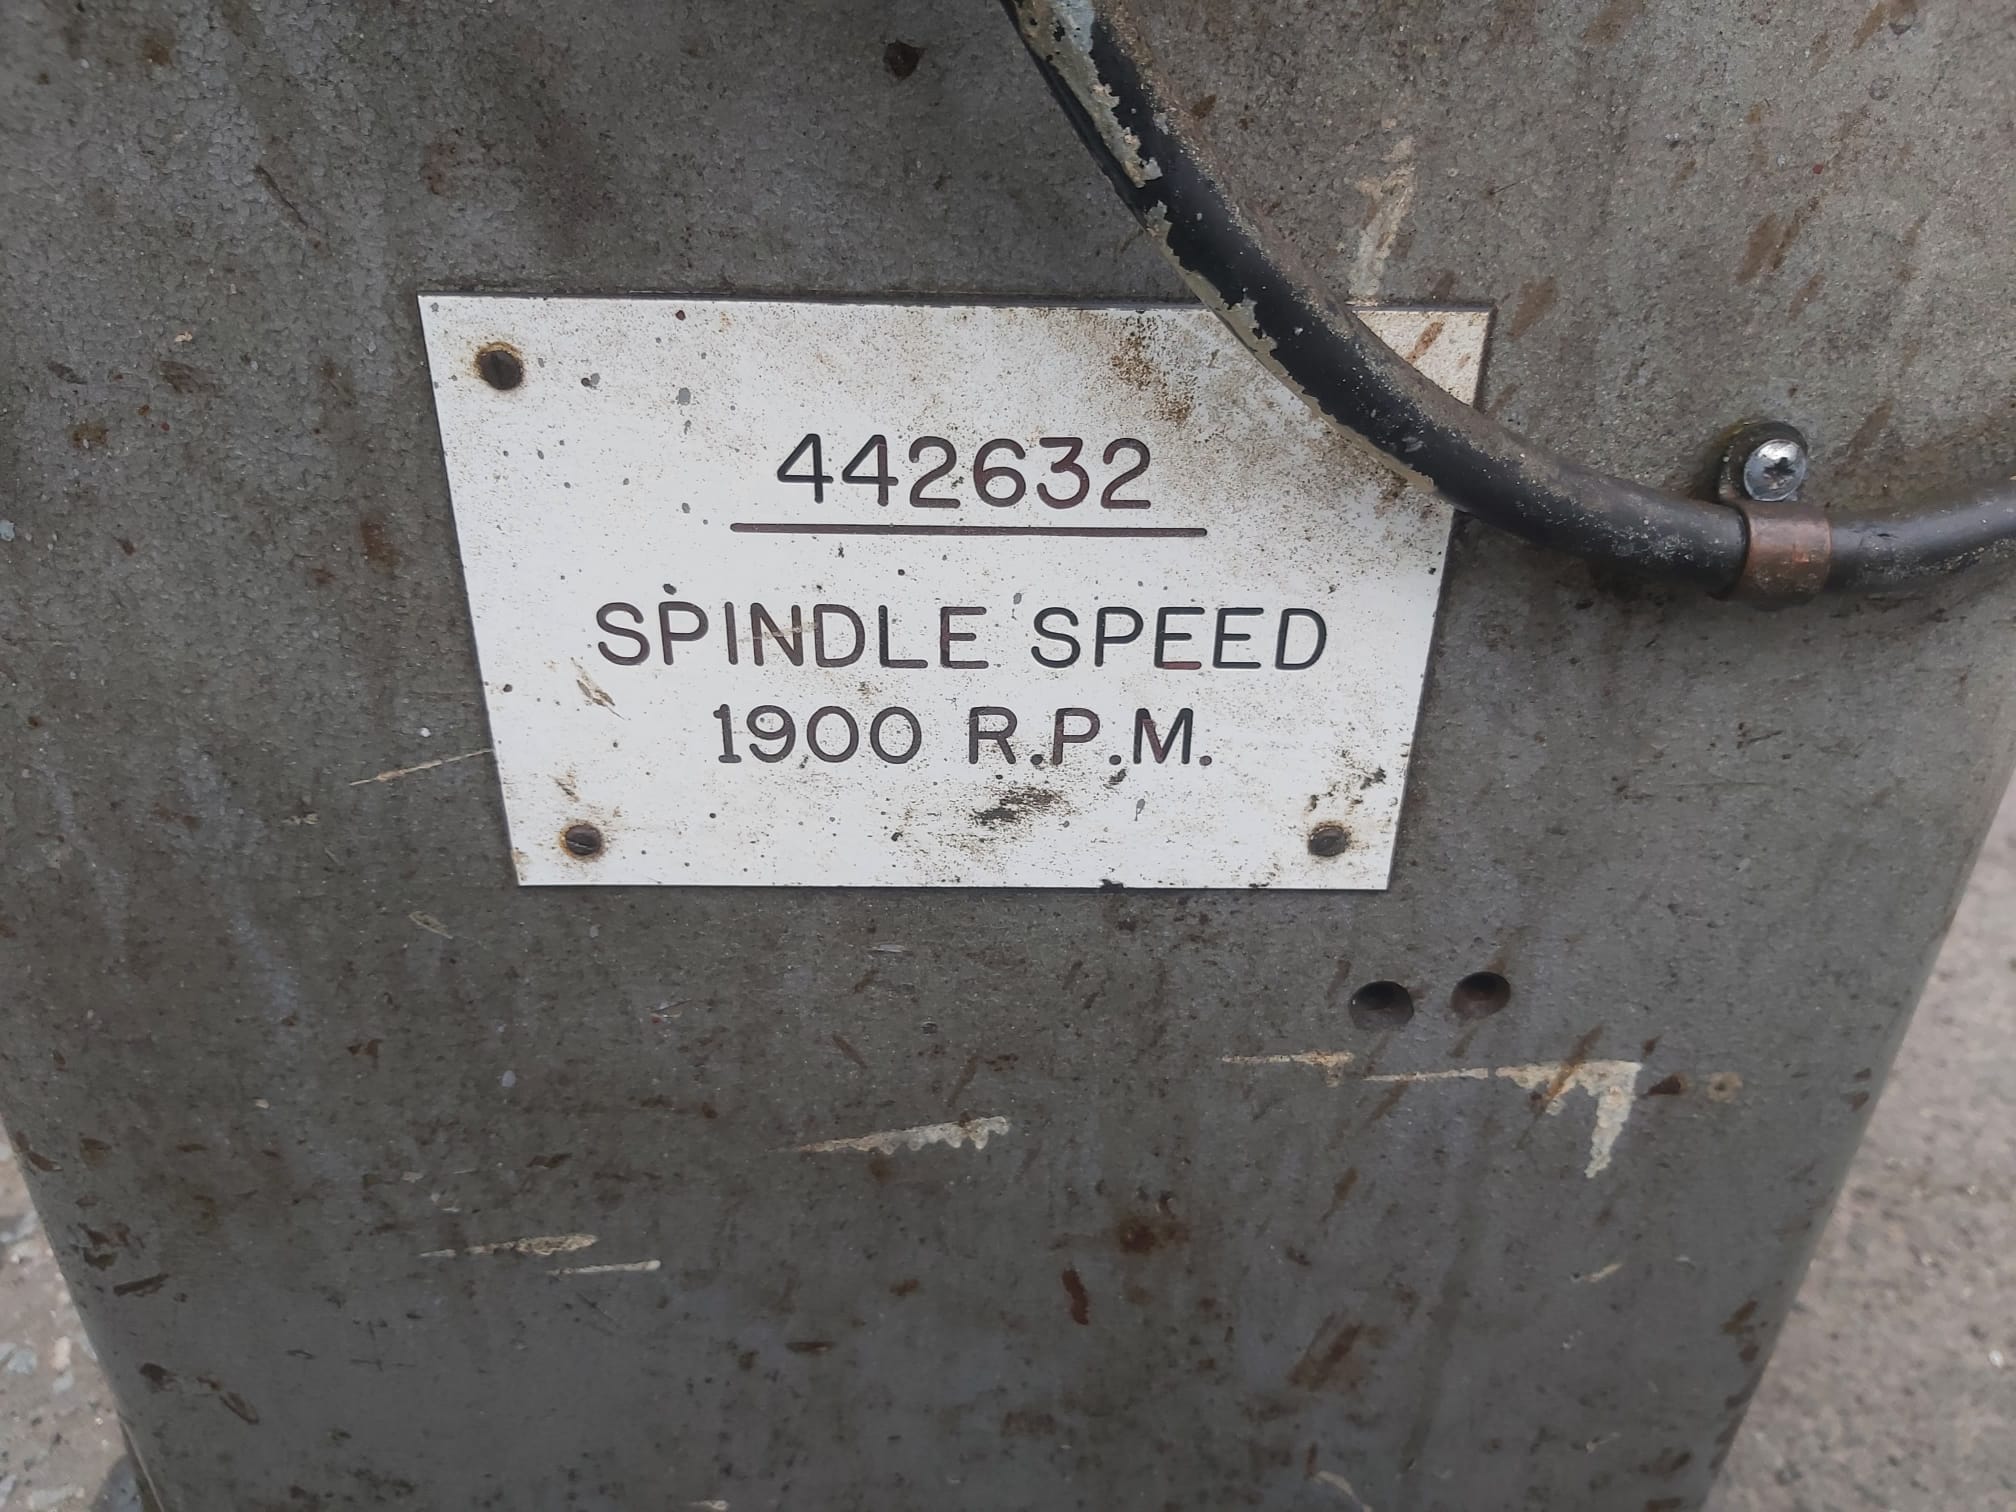 442632
SPINDLE SPEED
1900 R.P.M.